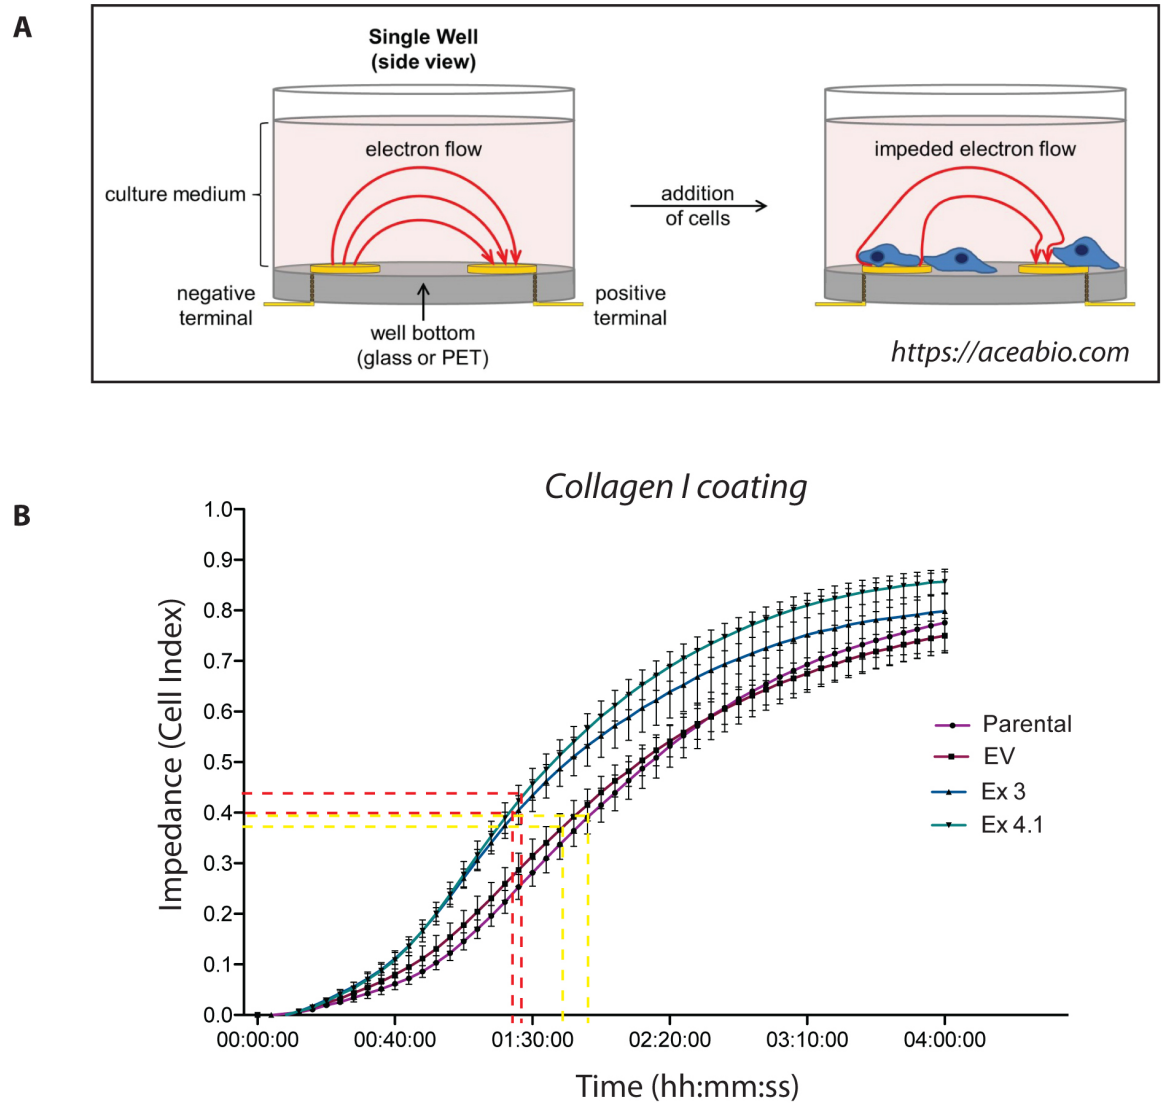 A
Single Well
(side view)
electron flow
culture medium
negative
terminal
positive
terminal
well bottom
(glass or PET)
addition
of cells
impeded electron flow
https://aceabio.com
B
Collagen I coating
Impedance (Cell Index)
1.0
0.9
0.8
0.7
0.6
0.5
0.4
0.3
0.2
0.1
0.0
00:00:00 00:40:00 01:30:00 02:20:00 03:10:00 04:00:00
Time (hh:mm:ss)
Parental
EV
Ex 3
Ex 4.1